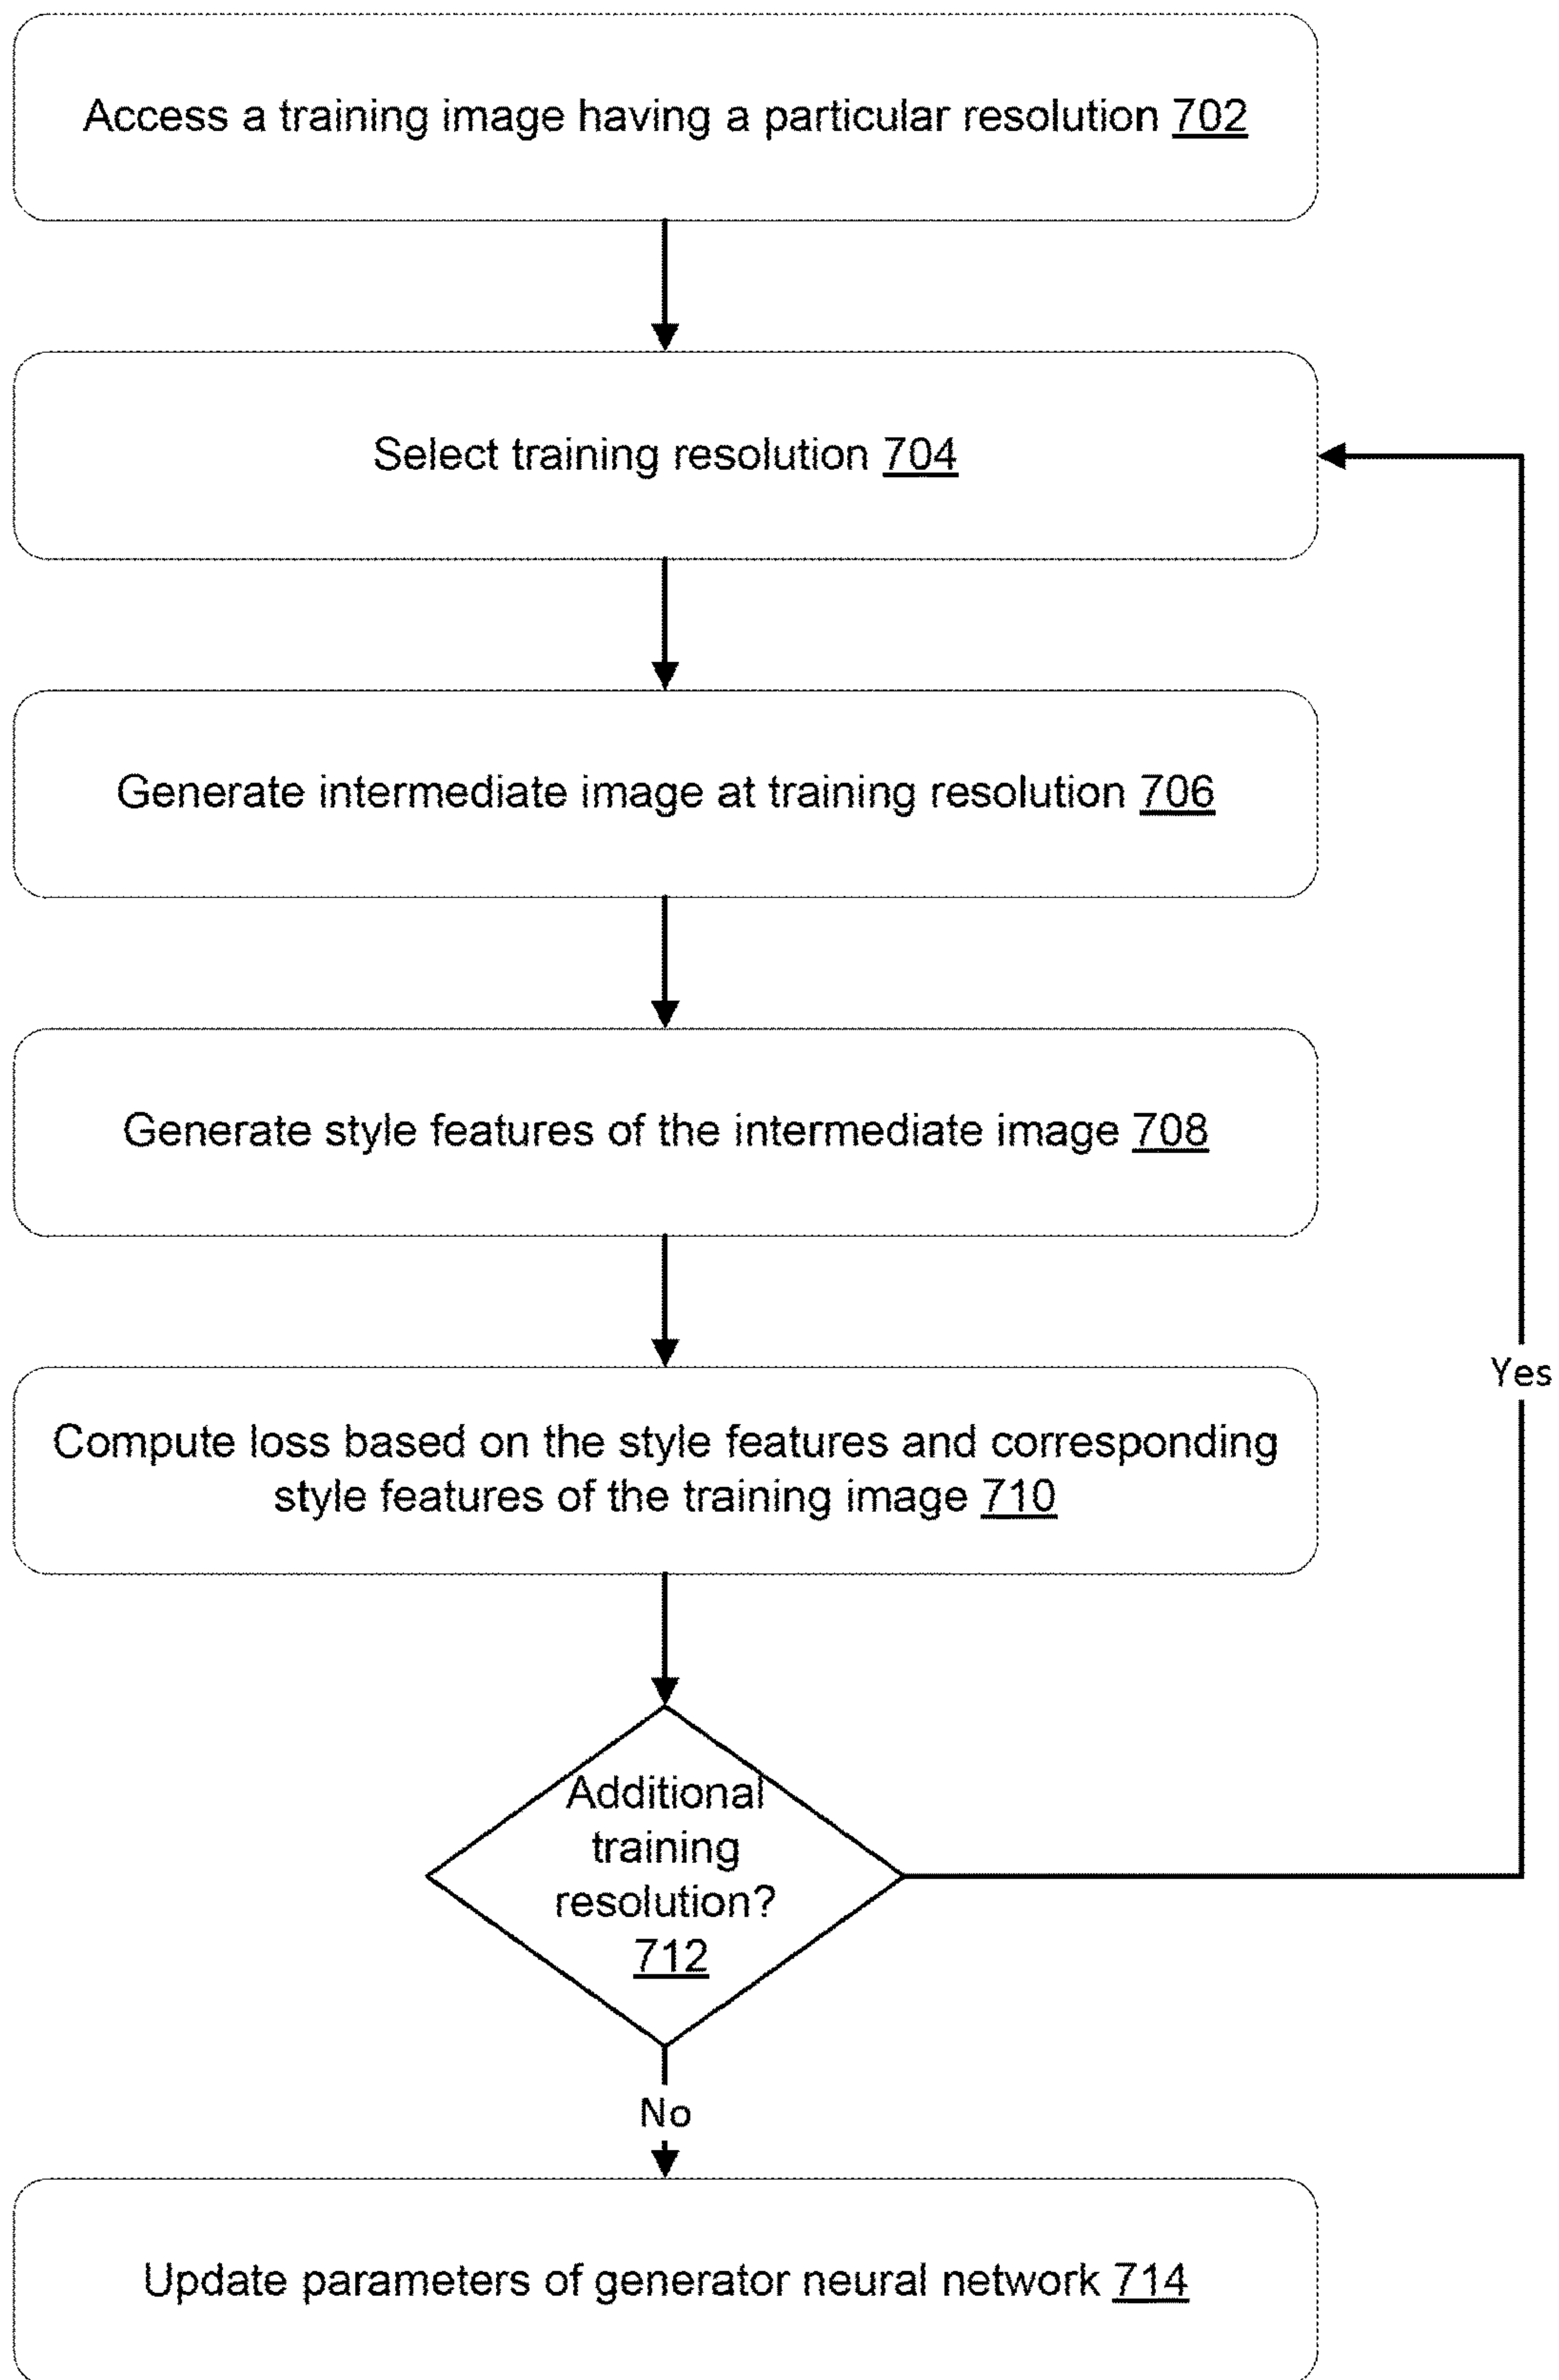 Access a training image having a particular resolution 702
Select training resolution 704
Generate intermediate image at training resolution 706
Generate style features of the intermediate image 708
Compute loss based on the style features and corresponding
style features of the training image 710
Yes
Additional
training
resolution?
712
No
Update parameters of generator neural network 714